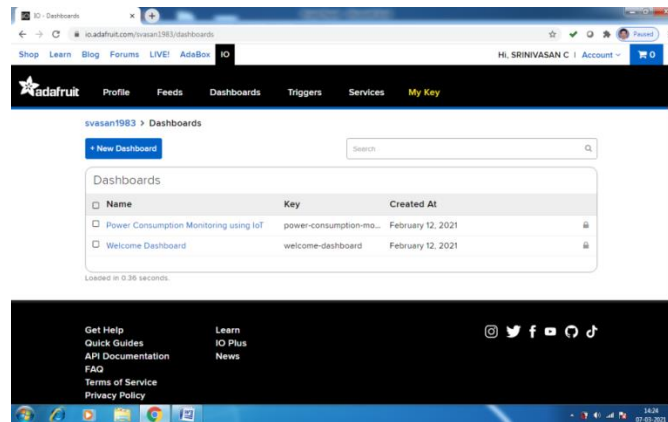 IO - Dashboards
io.adafruit.com/svasan1983/dashboards
Paused
Shop Learn Blog Forums LIVE! AdaBox IO
Hi, SRINIVASAN C | Account
0
adafruit Profile Feeds Dashboards Triggers Services My Key
svasan1983 > Dashboards
+ New Dashboard
Search
Dashboards
Name Key Created At
Power Consumption Monitoring using IoT power-consumption-mo... February 12, 2021
Welcome Dashboard welcome-dashboard February 12, 2021
Loaded in 0.36 seconds.
Get Help Learn
Quick Guides IO Plus
API Documentation News
FAQ
Terms of Service
Privacy Policy
14:24
07-03-2021